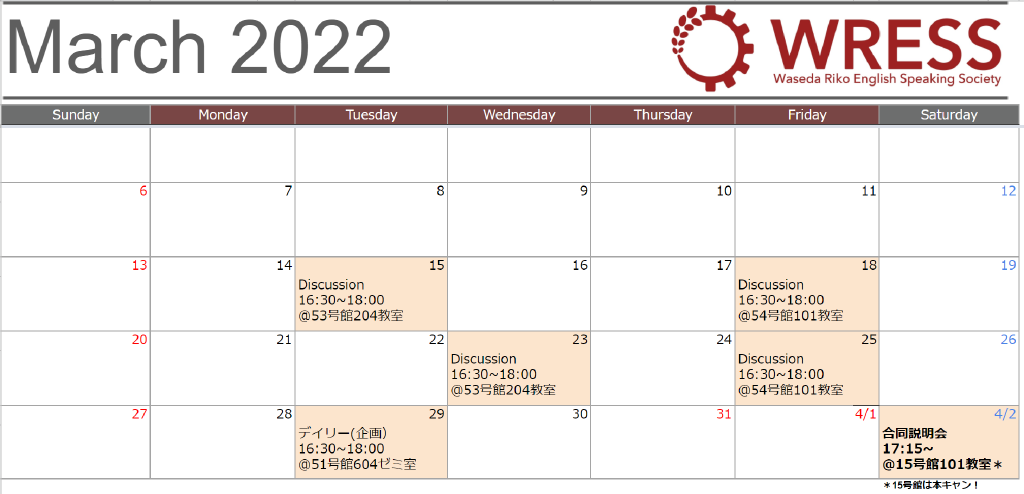 March 2022
WRESS
Waseda Riko English Speaking Society
Sunday Monday Tuesday Wednesday Thursday Friday Saturday
6 7 8 9 10 11 12
13 14 15 16 17 18 19
Discussion
16:30~18:00
@53号館204教室
Discussion
16:30~18:00
@54号館101教室
20 21 22 23 24 25 26
Discussion
16:30~18:00
@53号館204教室
Discussion
16:30~18:00
@54号館101教室
27 28 29 30 31 4/1 4/2
デイリー(企画)
16:30~18:00
@51号館604ゼミ室
合同説明会
17:15~
@15号館101教室＊
＊15号館は本キャン！